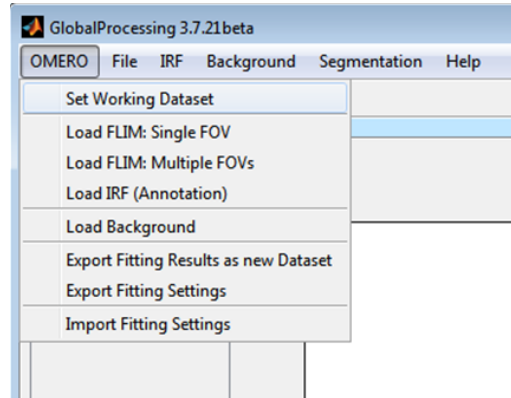 GlobalProcessing 3.7.21beta
OMERO File IRF Background Segmentation Help
Set Working Dataset
Load FLIM: Single FOV
Load FLIM: Multiple FOVs
Load IRF (Annotation)
Load Background
Export Fitting Results as new Dataset
Export Fitting Settings
Import Fitting Settings